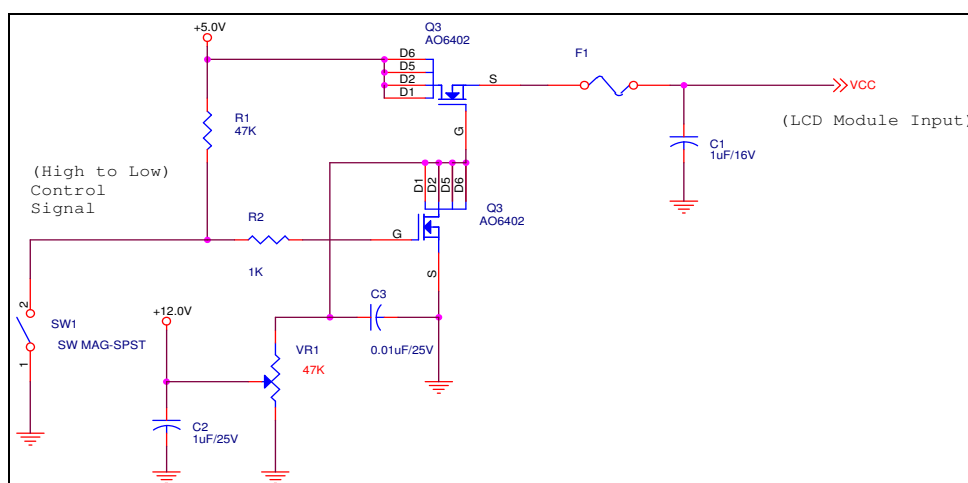 +5.0V
Q3
AO6402
D6
D5
D2
D1
S
G
F1
VCC
(LCD Module Input)
C1
1uF/16V
R1
47K
(High to Low)
Control
Signal
D1
D2
D5
D6
Q3
AO6402
R2
1K
G
S
2
SW1
SW MAG-SPST
1
+12.0V
C3
0.01uF/25V
VR1
47K
C2
1uF/25V